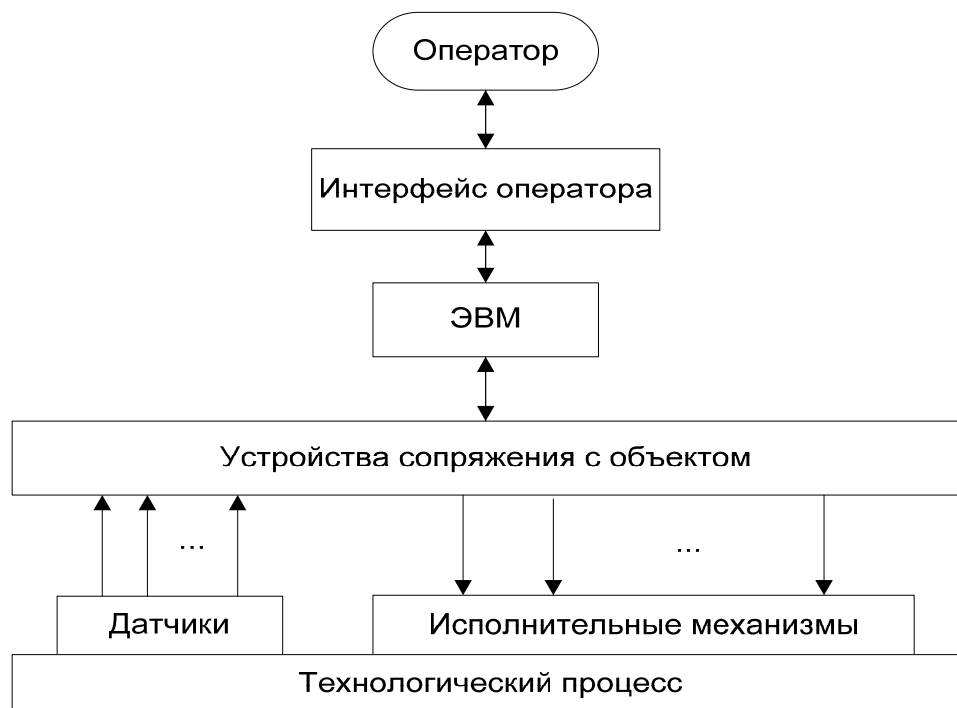 Оператор
Интерфейс оператора
ЭВМ
Устройства сопряжения с объектом
...
...
Датчики
Исполнительные механизмы
Технологический процесс